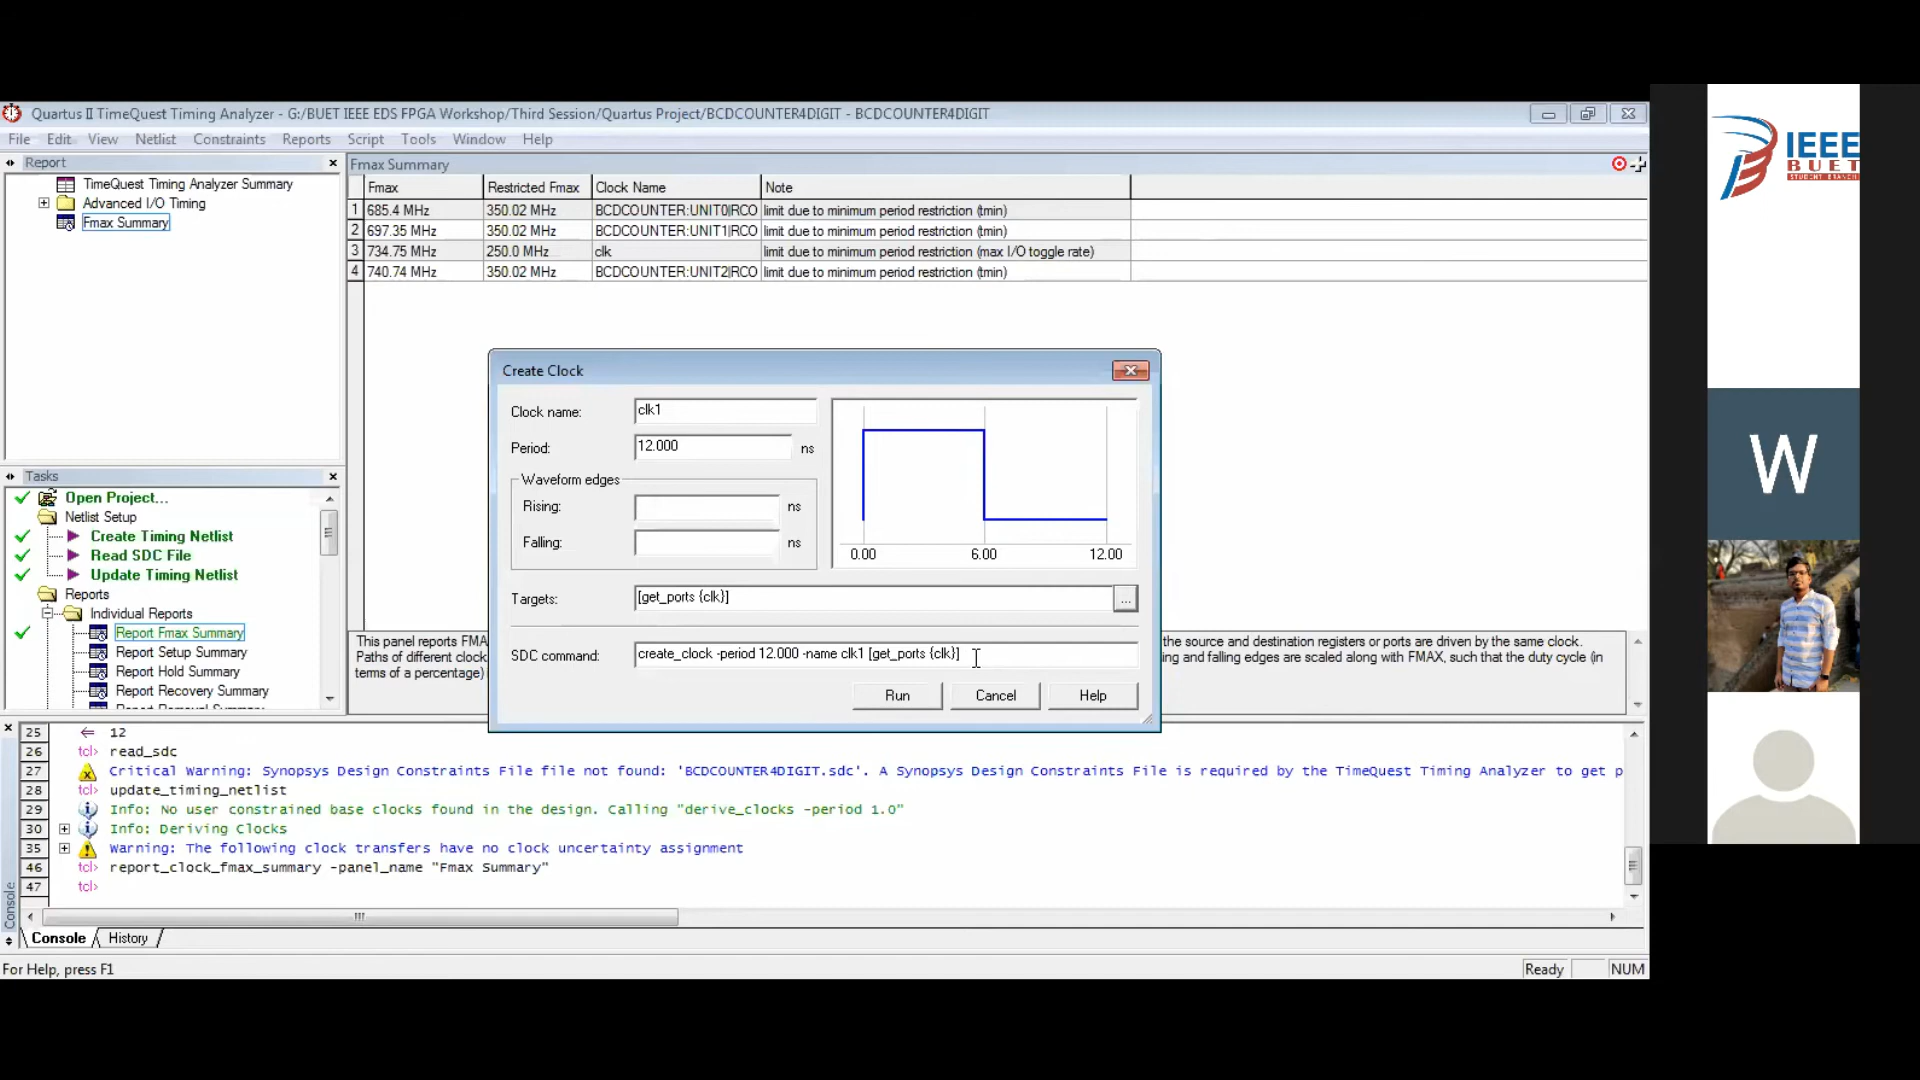 Quartus II TimeQuest Timing Analyzer - G:/BUET IEEE EDS FPGA Workshop/Third Session/Quartus Project/BCDCOUNTER4DIGIT - BCDCOUNTER4DIGIT
File Edit View Netlist Constraints Reports Script Tools Window Help
Report
TimeQuest Timing Analyzer Summary
Advanced I/O Timing
Fmax Summary
Fmax Summary
Fmax Restricted Fmax Clock Name Note
1 685.4 MHz 350.02 MHz BCDCOUNTER:UNIT0|RCO limit due to minimum period restriction (tmin)
2 697.35 MHz 350.02 MHz BCDCOUNTER:UNIT1|RCO limit due to minimum period restriction (tmin)
3 734.75 MHz 250.0 MHz clk limit due to minimum period restriction (max I/O toggle rate)
4 740.74 MHz 350.02 MHz BCDCOUNTER:UNIT2|RCO limit due to minimum period restriction (tmin)
Tasks
Open Project...
Netlist Setup
Create Timing Netlist
Read SDC File
Update Timing Netlist
Reports
Individual Reports
Report Fmax Summary
Report Setup Summary
Report Hold Summary
Report Recovery Summary
Create Clock
Clock name: clk1
Period: 12.000 ns
Waveform edges
Rising: ns
Falling: ns
0.00 6.00 12.00
Targets: [get_ports {clk}] ...
SDC command: create_clock -period 12.000 -name clk1 [get_ports {clk}]
Run Cancel Help
This panel reports FMA
the source and destination registers or ports are driven by the same clock.
Paths of different clock
ing and falling edges are scaled along with FMAX, such that the duty cycle (in
terms of a percentage)
25 ⇐ 12
26 tcl> read_sdc
27 Critical Warning: Synopsys Design Constraints File file not found: 'BCDCOUNTER4DIGIT.sdc'. A Synopsys Design Constraints File is required by the TimeQuest Timing Analyzer to get p
28 tcl> update_timing_netlist
29 Info: No user constrained base clocks found in the design. Calling "derive_clocks -period 1.0"
30 Info: Deriving Clocks
35 Warning: The following clock transfers have no clock uncertainty assignment
46 tcl> report_clock_fmax_summary -panel_name "Fmax Summary"
47 tcl>
Console
Console History
For Help, press F1
Ready NUM
IEEE
BUET
STUDENT BRANCH
W